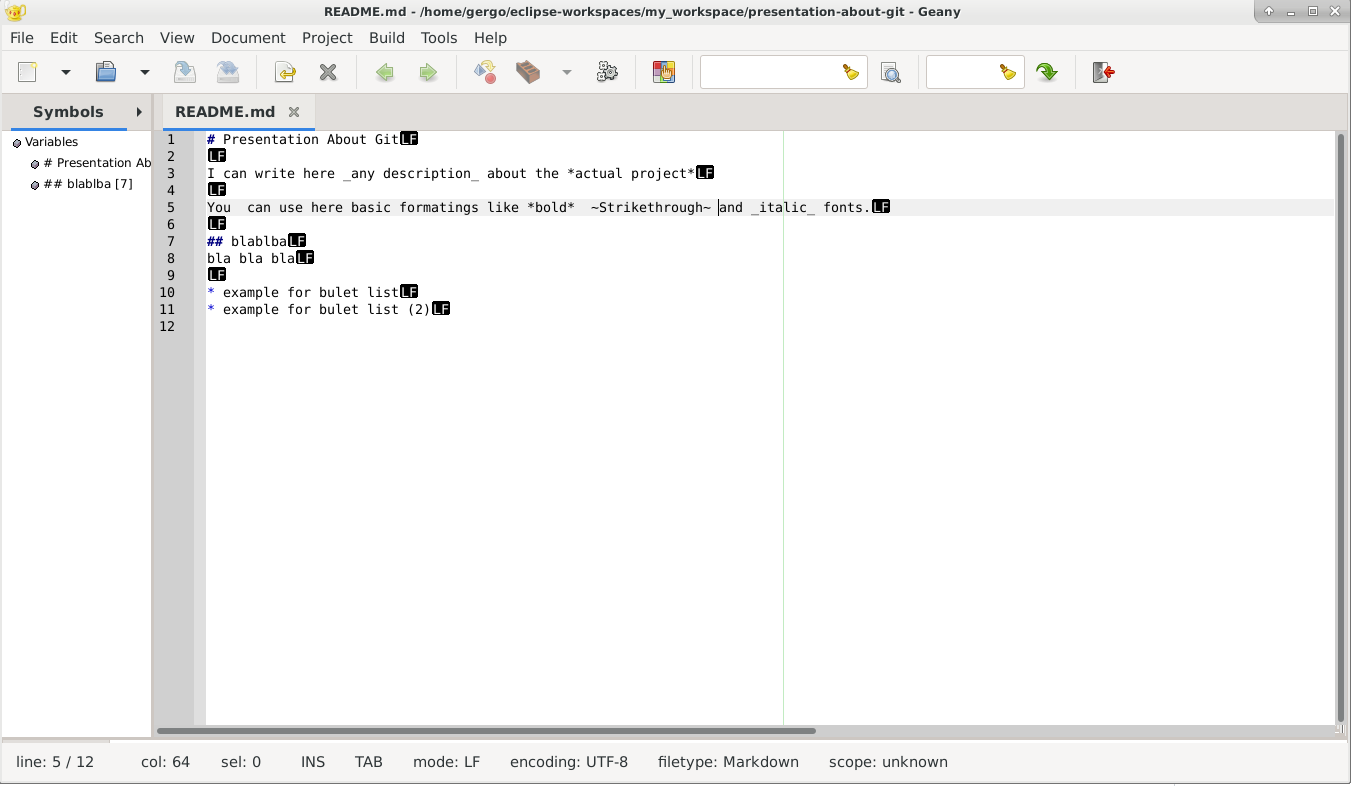 README.md - /home/gergo/eclipse-workspaces/my_workspace/presentation-about-git - Geany
File Edit Search View Document Project Build Tools Help
Symbols README.md
Variables
# Presentation Ab
## blablba [7]
1 # Presentation About GitLF
2 LF
3 I can write here _any description_ about the *actual project*LF
4 LF
5 You  can use here basic formatings like *bold*  ~Strikethrough~ and _italic_ fonts.LF
6 LF
7 ## blablbaLF
8 bla bla blaLF
9 LF
10 * example for bulet listLF
11 * example for bulet list (2)LF
12
line: 5 / 12 col: 64 sel: 0 INS TAB mode: LF encoding: UTF-8 filetype: Markdown scope: unknown